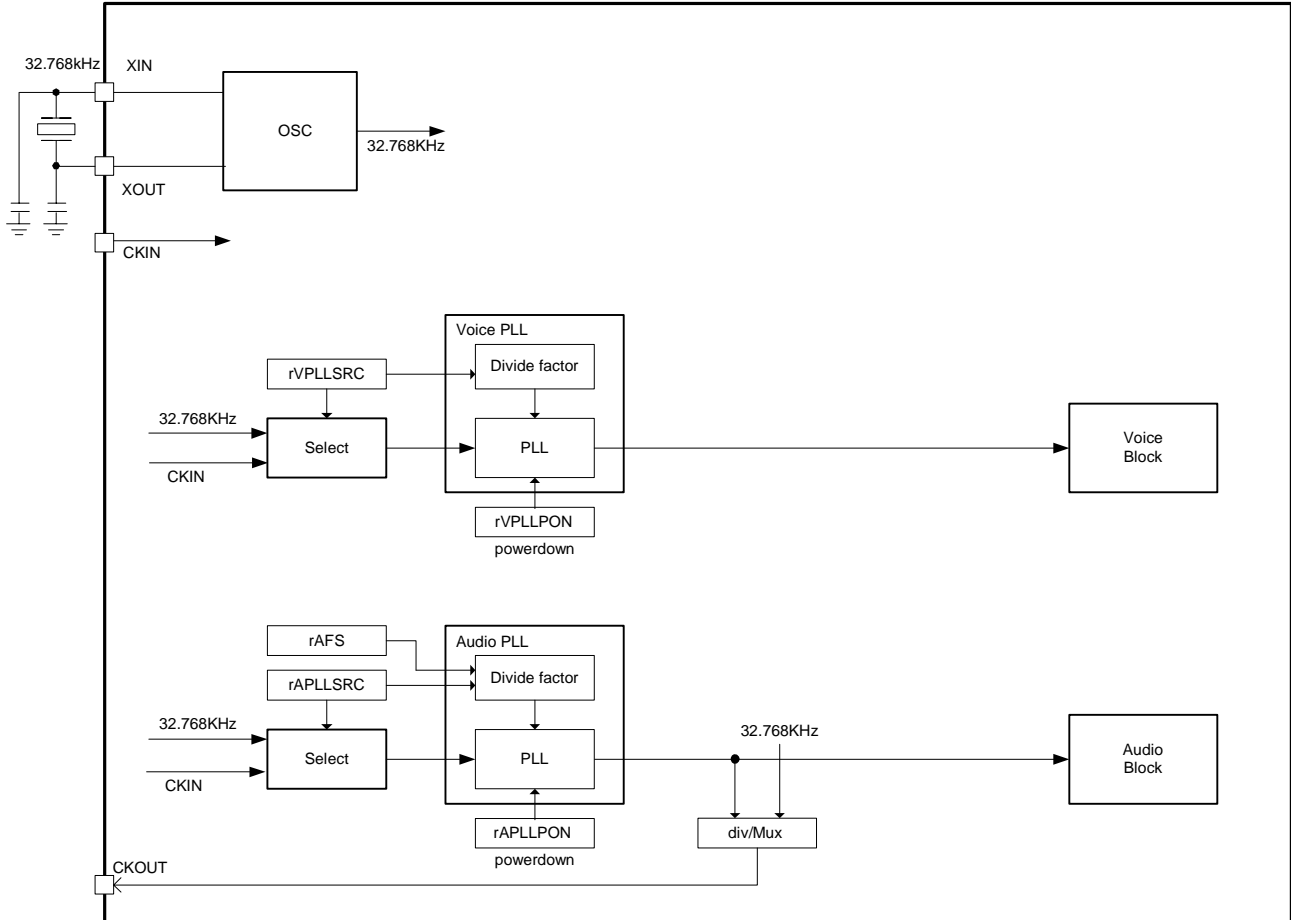 32.768kHz
XIN
OSC
32.768KHz
XOUT
CKIN
Voice PLL
rVPLLSRC
Divide factor
32.768KHz
Select
PLL
Voice
Block
CKIN
rVPLLPON
powerdown
rAFS
Audio PLL
rAPLLSRC
Divide factor
32.768KHz
32.768KHz
Select
PLL
Audio
Block
CKIN
rAPLLPON
div/Mux
powerdown
CKOUT